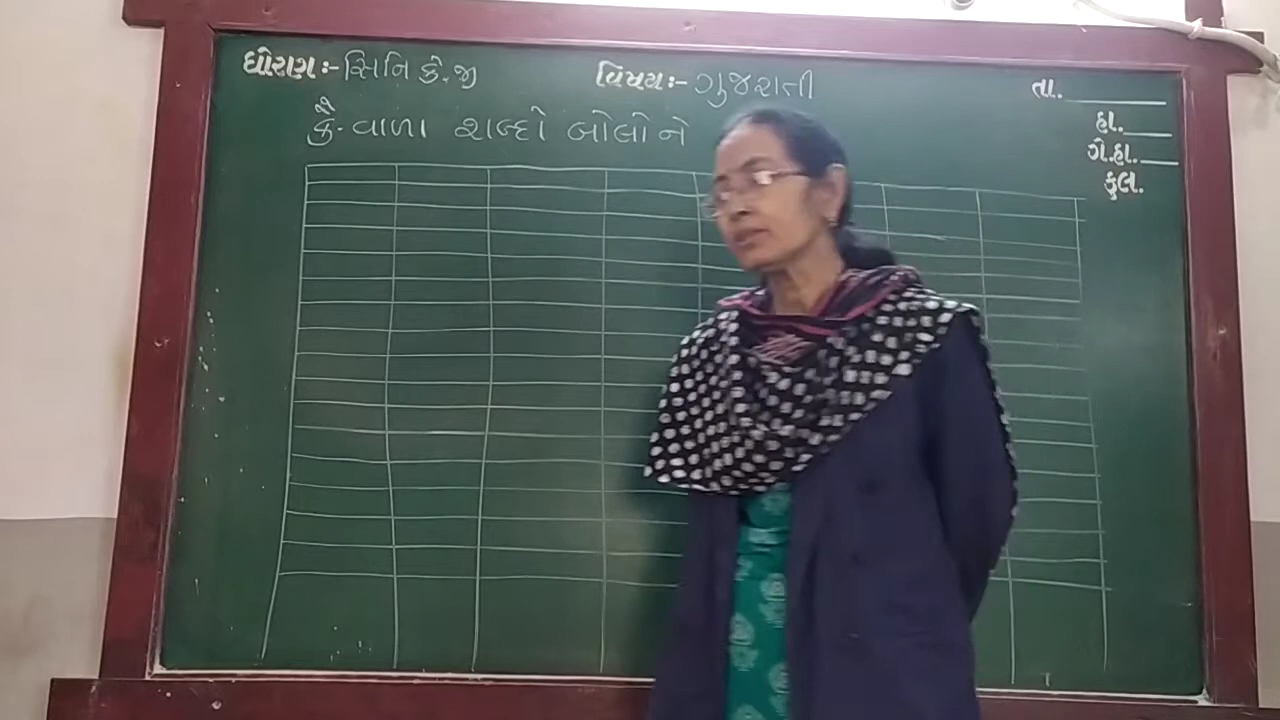 ધોરણ:- સિનિ કે.જી વિષય:- ગુજરાતી તા.
કૈ-વાળા શબ્દો બોલો ને
હા.
ગે.હા.
કુલ.